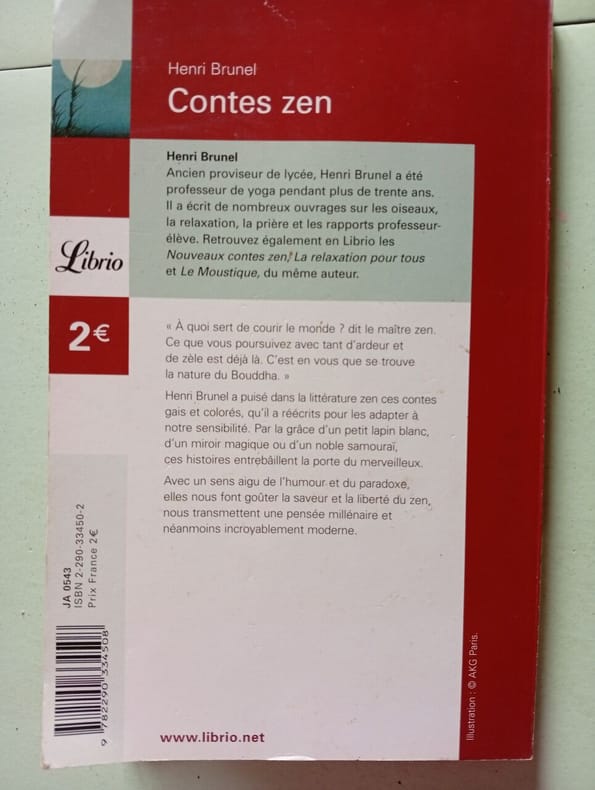 Henri Brunel
Contes zen
Henri Brunel
Ancien proviseur de lycée, Henri Brunel a été
professeur de yoga pendant plus de trente ans.
Il a écrit de nombreux ouvrages sur les oiseaux,
la relaxation, la prière et les rapports professeur-
élève. Retrouvez également en Librio les
Nouveaux contes zen, La relaxation pour tous
et Le Moustique, du même auteur.
Librio
2€
« À quoi sert de courir le monde ? dit le maître zen.
Ce que vous poursuivez avec tant d'ardeur et
de zèle est déjà là. C'est en vous que se trouve
la nature du Bouddha. »
Henri Brunel a puisé dans la littérature zen ces contes
gais et colorés, qu'il a réécrits pour les adapter à
notre sensibilité. Par la grâce d'un petit lapin blanc,
d'un miroir magique ou d'un noble samouraï,
ces histoires entrebâillent la porte du merveilleux.
Avec un sens aigu de l'humour et du paradoxe,
elles nous font goûter la saveur et la liberté du zen,
nous transmettent une pensée millénaire et
néanmoins incroyablement moderne.
JA 0543
ISBN 2-290-33450-2
Prix France 2€
9 782290 334508
www.librio.net
Illustration : © AKG Paris.